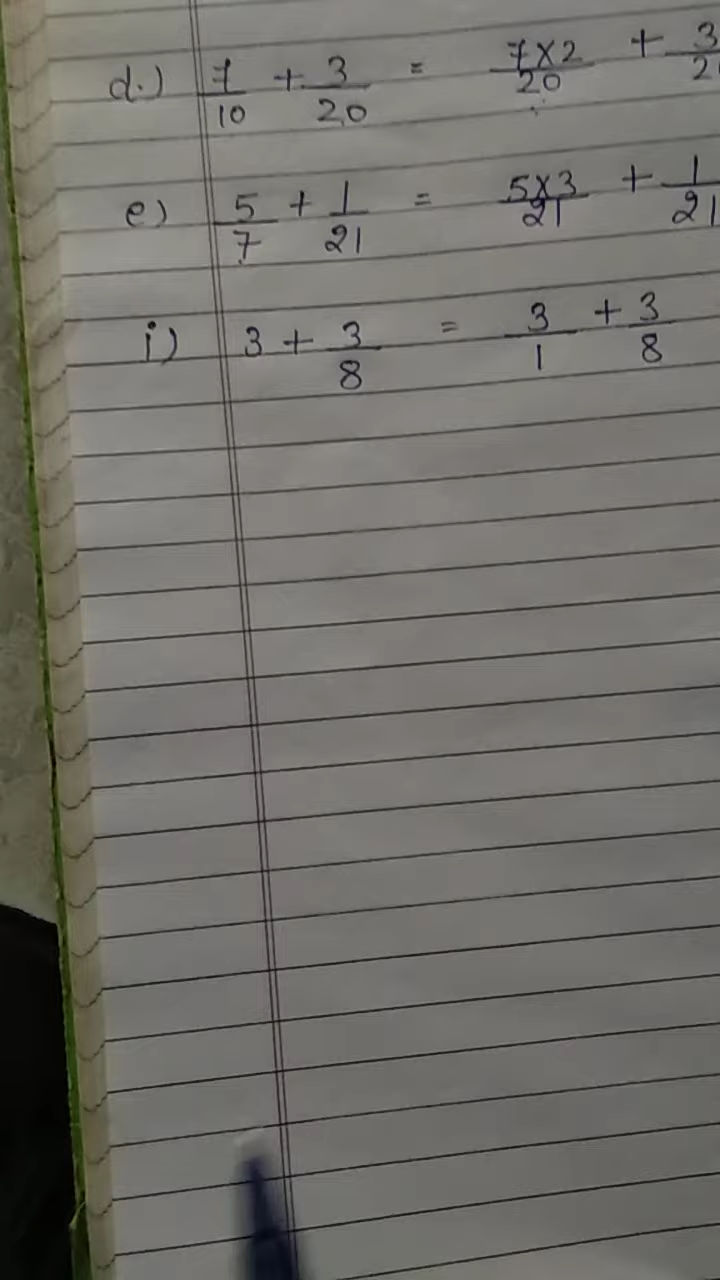 d.) 7/10 + 3/20 = 7×2/20 + 3/2
e) 5/7 + 1/21 = 5×3/21 + 1/21
i) 3 + 3/8 = 3/1 + 3/8